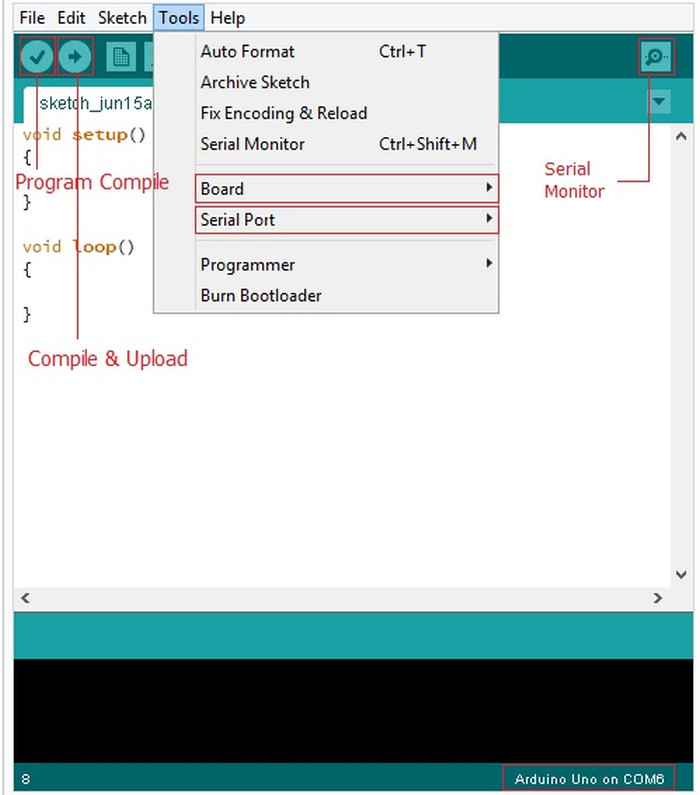 File Edit Sketch Tools Help
Auto Format Ctrl+T
Archive Sketch
Fix Encoding & Reload
Serial Monitor Ctrl+Shift+M
Board
Serial Port
Programmer
Burn Bootloader
sketch_jun15a
void setup()
{
Program Compile
}
void loop()
{
}
Compile & Upload
Serial
Monitor
8
Arduino Uno on COM6